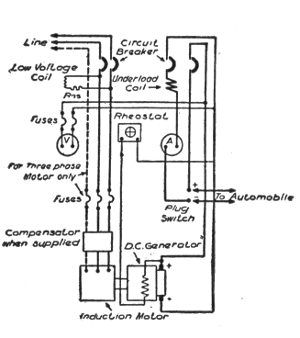 Line
Circuit
Breaker
Low Voltage
Coil
Underload
Coil
Res
Fuses
Rheostat
V
A
For Three phase
Motor only
Fuses
+
To Automobile
-
Plug
Switch
Compensator
when supplied
D.C. Generator
+
-
Induction Motor